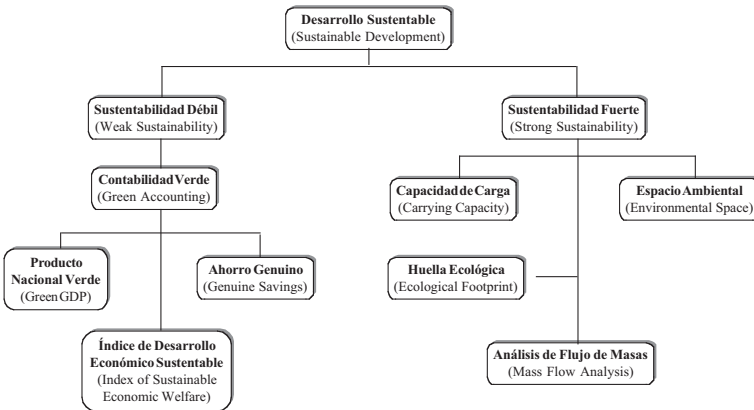 Desarrollo Sustentable
(Sustainable Development)
Sustentabilidad Débil
(Weak Sustainability)
Sustentabilidad Fuerte
(Strong Sustainability)
Contabilidad Verde
(Green Accounting)
Capacidad de Carga
(Carrying Capacity)
Espacio Ambiental
(Environmental Space)
Producto
Nacional Verde
(Green GDP)
Ahorro Genuino
(Genuine Savings)
Huella Ecológica
(Ecological Footprint)
Índice de Desarrollo
Económico Sustentable
(Index of Sustainable
Economic Welfare)
Análisis de Flujo de Masas
(Mass Flow Analysis)